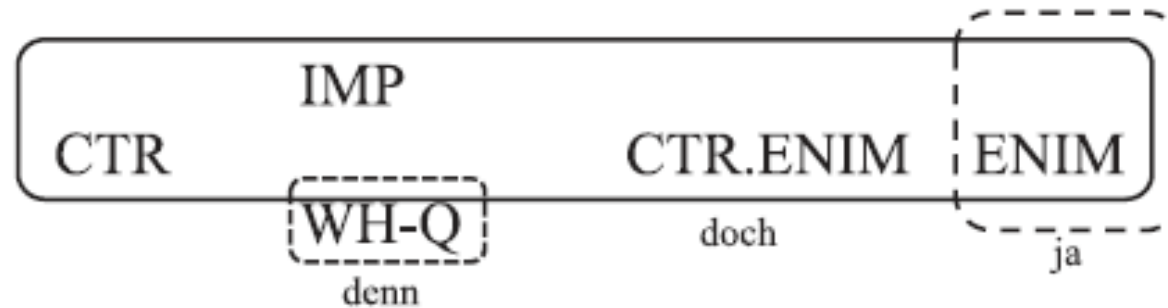 IMP
CTR CTR.ENIM ENIM
WH-Q
doch
ja
denn